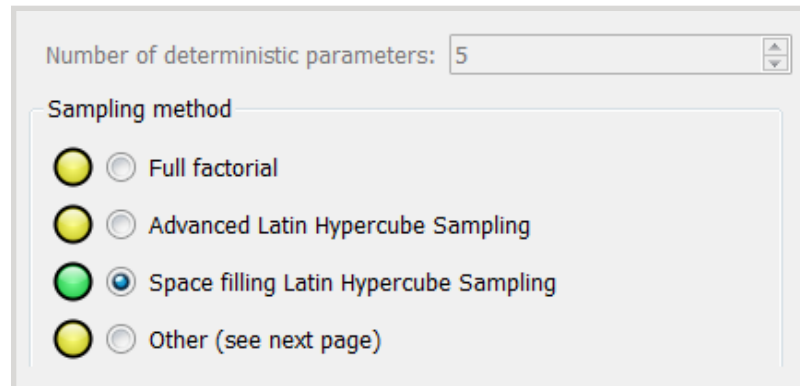 Number of deterministic parameters: 5
Sampling method
Full factorial
Advanced Latin Hypercube Sampling
Space filling Latin Hypercube Sampling
Other (see next page)